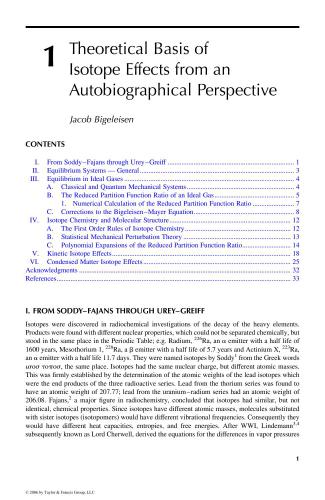 1
Theoretical Basis of
Isotope Effects from an
Autobiographical Perspective
Jacob Bigeleisen
CONTENTS
I. From Soddy–Fajans through Urey–Greiff ........ 1
II. Equilibrium Systems — General ........ 3
III. Equilibrium in Ideal Gases ........ 4
A. Classical and Quantum Mechanical Systems ........ 4
B. The Reduced Partition Function Ratio of an Ideal Gas ........ 5
1. Numerical Calculation of the Reduced Partition Function Ratio ........ 7
C. Corrections to the Bigeleisen–Mayer Equation ........ 8
IV. Isotope Chemistry and Molecular Structure ........ 12
A. The First Order Rules of Isotope Chemistry ........ 12
B. Statistical Mechanical Perturbation Theory ........ 13
C. Polynomial Expansions of the Reduced Partition Function Ratio ........ 14
V. Kinetic Isotope Effects ........ 18
VI. Condensed Matter Isotope Effects ........ 25
Acknowledgments ........ 32
References ........ 33
I. FROM SODDY–FAJANS THROUGH UREY–GREIFF
Isotopes were discovered in radiochemical investigations of the decay of the heavy elements.
Products were found with different nuclear properties, which could not be separated chemically, but
stood in the same place in the Periodic Table; e.g. Radium, ²²⁶Ra, an α emitter with a half life of
1600 years, Mesothorium 1, ²²⁸Ra, a β emitter with a half life of 5.7 years and Actinium X, ²²³Ra,
an α emitter with a half life 11.7 days. They were named isotopes by Soddy¹ from the Greek words
ισοσ τοποσ, the same place. Isotopes had the same nuclear charge, but different atomic masses.
This was firmly established by the determination of the atomic weights of the lead isotopes which
were the end products of the three radioactive series. Lead from the thorium series was found to
have an atomic weight of 207.77; lead from the uranium–radium series had an atomic weight of
206.08. Fajans,² a major figure in radiochemistry, concluded that isotopes had similar, but not
identical, chemical properties. Since isotopes have different atomic masses, molecules substituted
with sister isotopes (isotopomers) would have different vibrational frequencies. Consequently they
would have different heat capacities, entropies, and free energies. After WWI, Lindemann³,⁴
subsequently known as Lord Cherwell, derived the equations for the differences in vapor pressures
1
© 2006 by Taylor & Francis Group, LLC